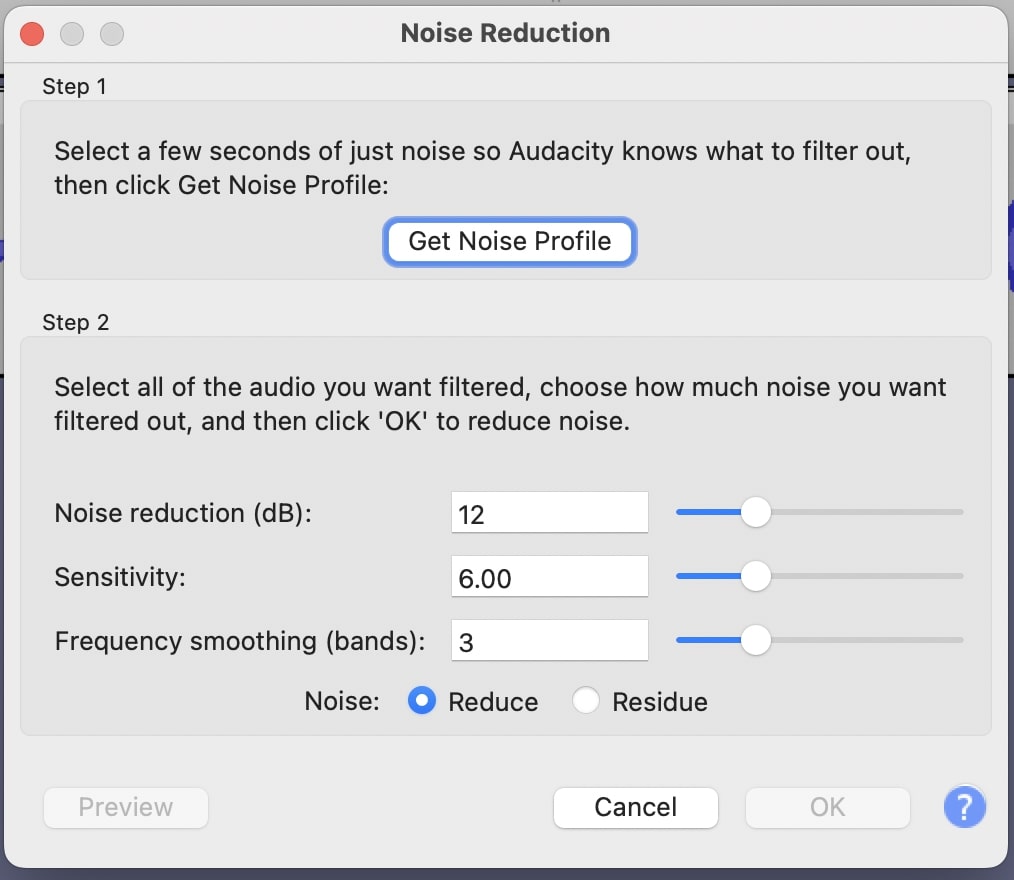 Noise Reduction
Step 1
Select a few seconds of just noise so Audacity knows what to filter out,
then click Get Noise Profile:
Get Noise Profile
Step 2
Select all of the audio you want filtered, choose how much noise you want
filtered out, and then click 'OK' to reduce noise.
Noise reduction (dB): 12
Sensitivity: 6.00
Frequency smoothing (bands): 3
Noise: Reduce Residue
Preview Cancel OK ?